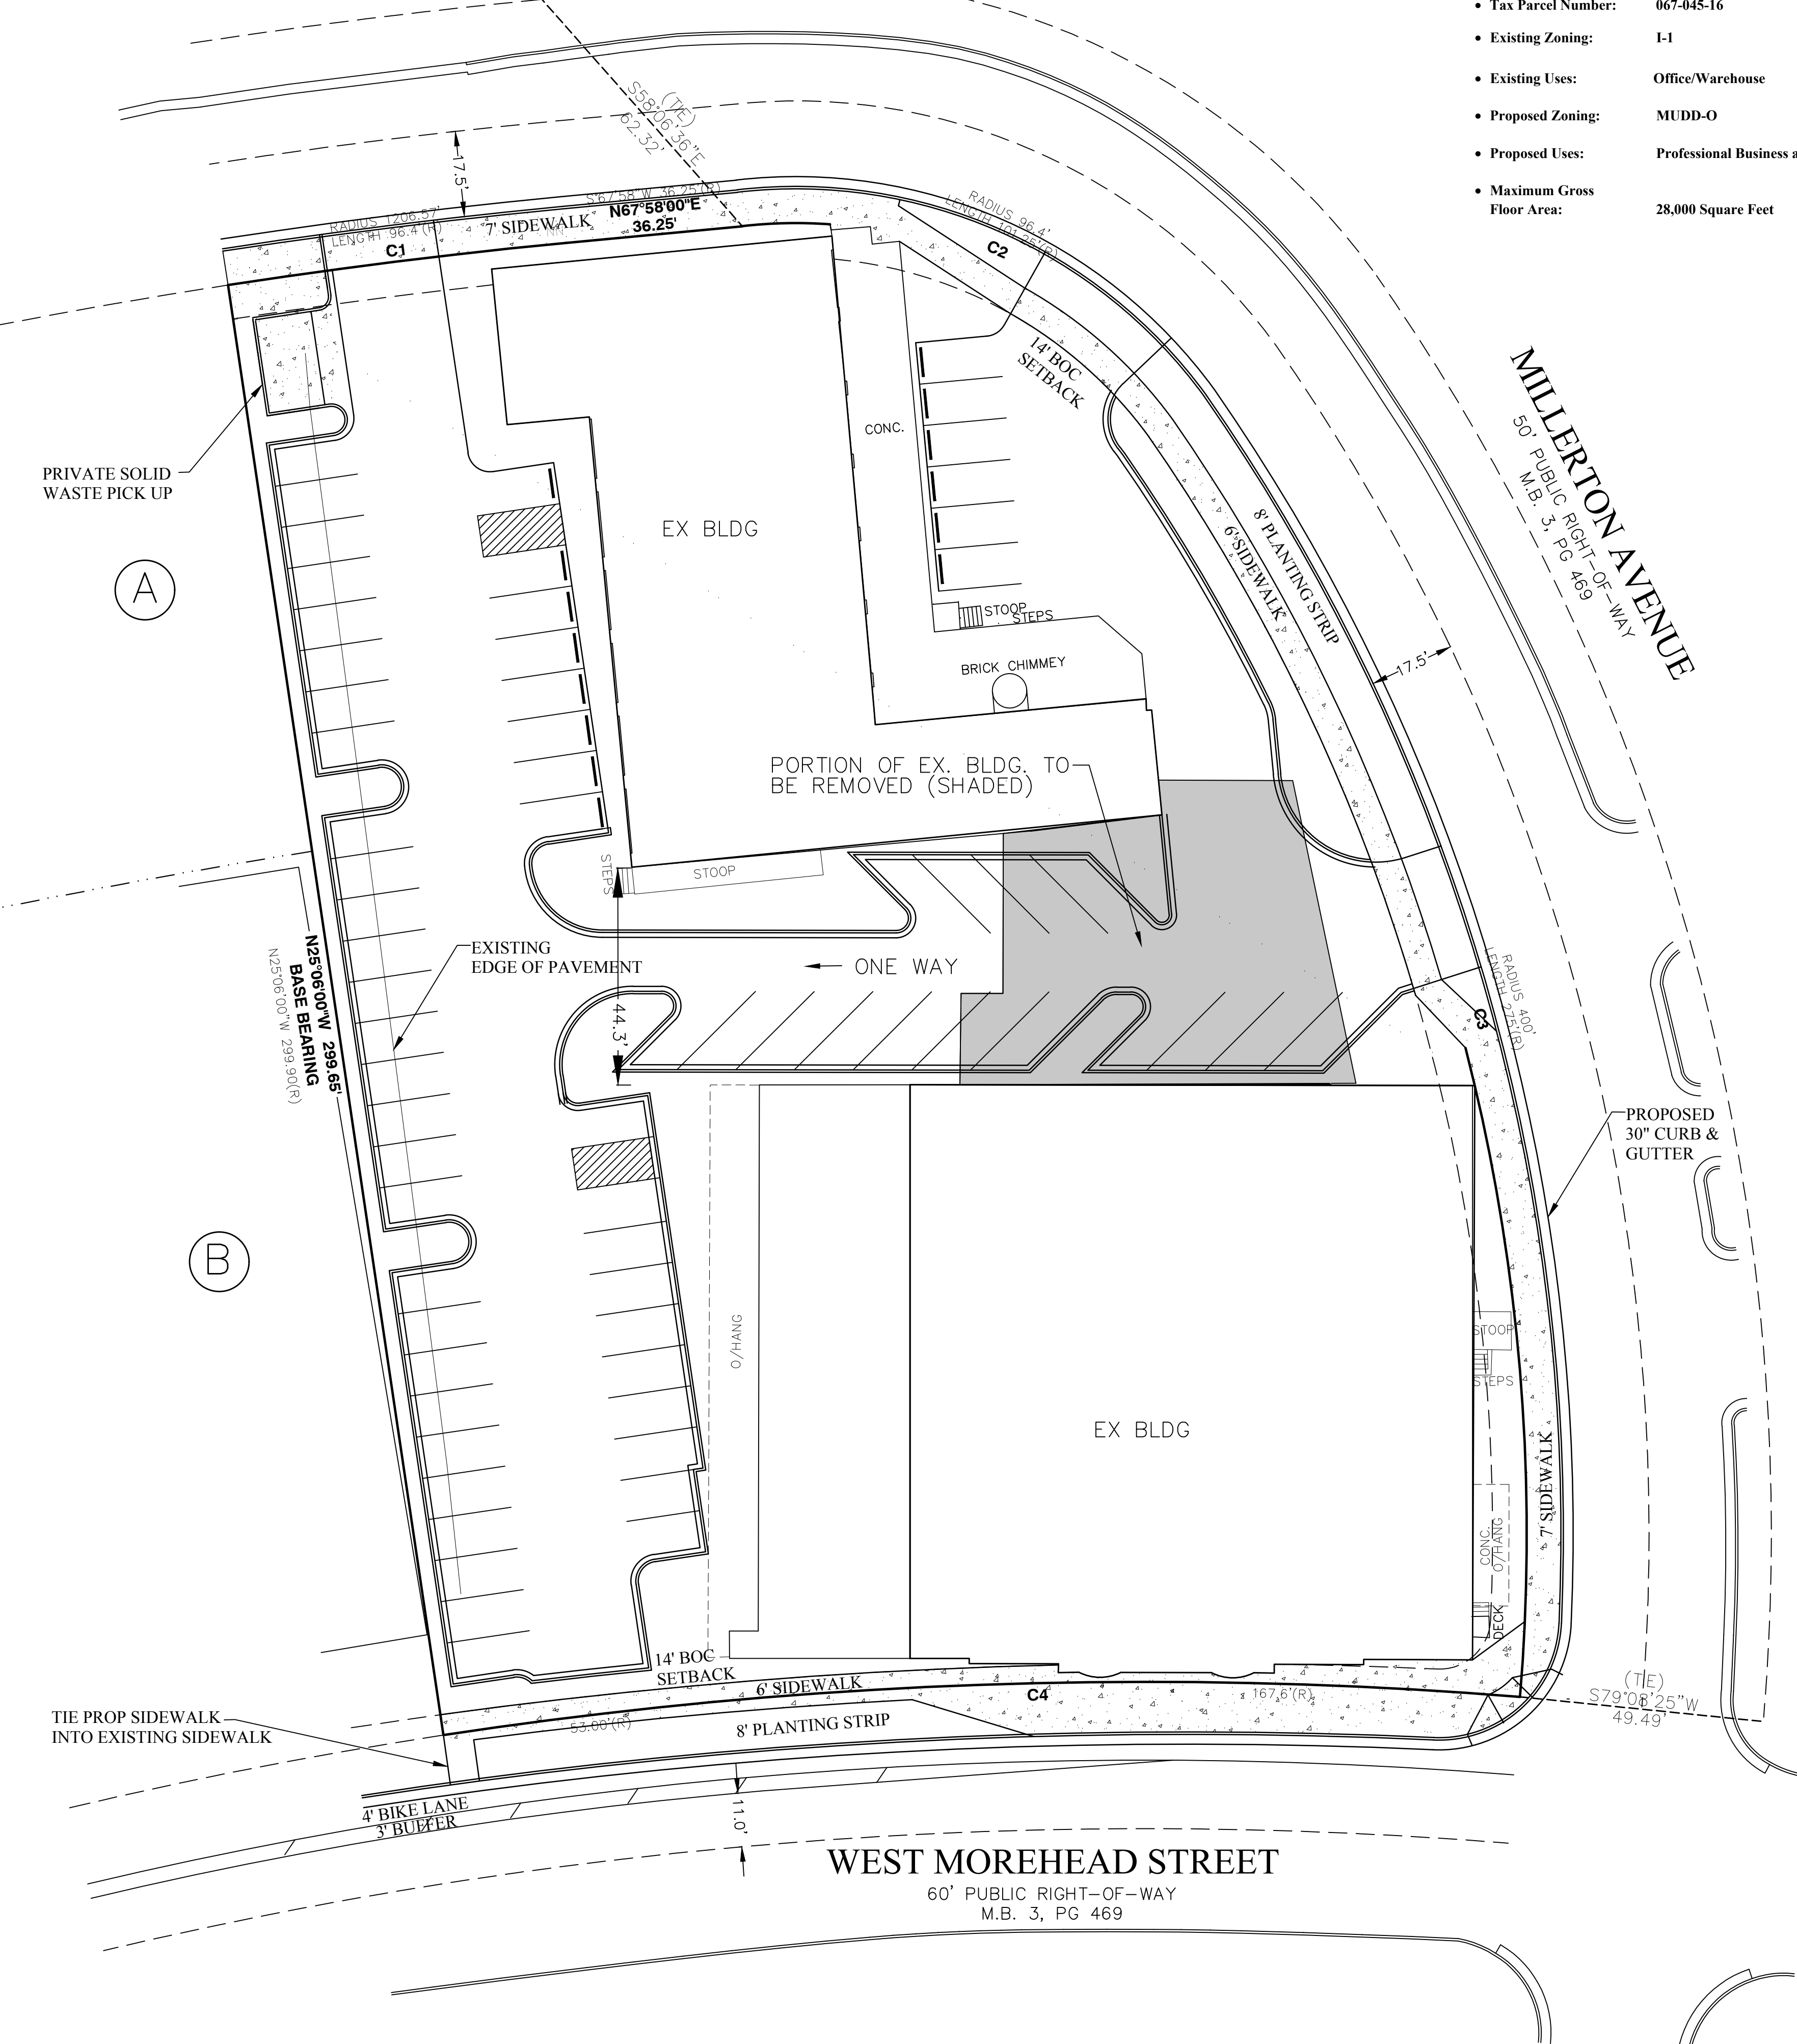 • Tax Parcel Number: 067-045-16
• Existing Zoning: I-1
• Existing Uses: Office/Warehouse
• Proposed Zoning: MUDD-O
• Proposed Uses: Professional Business a
• Maximum Gross
Floor Area: 28,000 Square Feet
(TIE)
S58°06'36"E
62.32'
17.5'
RADIUS 1206.57'
LENGTH 96.4'(R)
C1
S'67'58"W 36.25'(R)
N67°58'00"E
36.25'
7' SIDEWALK
RADIUS 96.4'
LENGTH 101.25'(R)
C2
14' BOC
SETBACK
MILLERTON AVENUE
50' PUBLIC RIGHT-OF-WAY
M.B. 3, PG 469
CONC.
PRIVATE SOLID
WASTE PICK UP
EX BLDG
8' PLANTING STRIP
6' SIDEWALK
A
STOOP
STEPS
BRICK CHIMMEY
17.5'
PORTION OF EX. BLDG. TO
BE REMOVED (SHADED)
STEPS
STOOP
EXISTING
EDGE OF PAVEMENT
ONE WAY
44.3'
N25°06'00"W 299.65'
BASE BEARING
N25°06'00"W 299.90(R)
RADIUS 400'
LENGTH 275'(R)
C3
PROPOSED
30" CURB &
GUTTER
B
O/HANG
STOOP
STEPS
EX BLDG
7' SIDEWALK
CONC.
O/HANG
DECK
14' BOC
SETBACK
6' SIDEWALK
C4
167.6'(R)
(TIE)
S79°08'25"W
49.49'
TIE PROP SIDEWALK
INTO EXISTING SIDEWALK
53.00'(R)
8' PLANTING STRIP
4' BIKE LANE
3' BUFFER
11.0'
WEST MOREHEAD STREET
60' PUBLIC RIGHT-OF-WAY
M.B. 3, PG 469